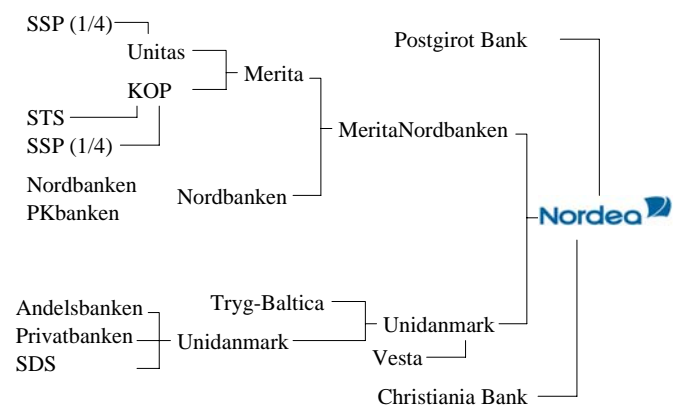 SSP (1/4)
Postgirot Bank
Unitas
Merita
KOP
STS
MeritaNordbanken
SSP (1/4)
Nordbanken
Nordbanken
PKbanken
Nordea
Tryg-Baltica
Andelsbanken
Unidanmark
Privatbanken
Unidanmark
Vesta
SDS
Christiania Bank